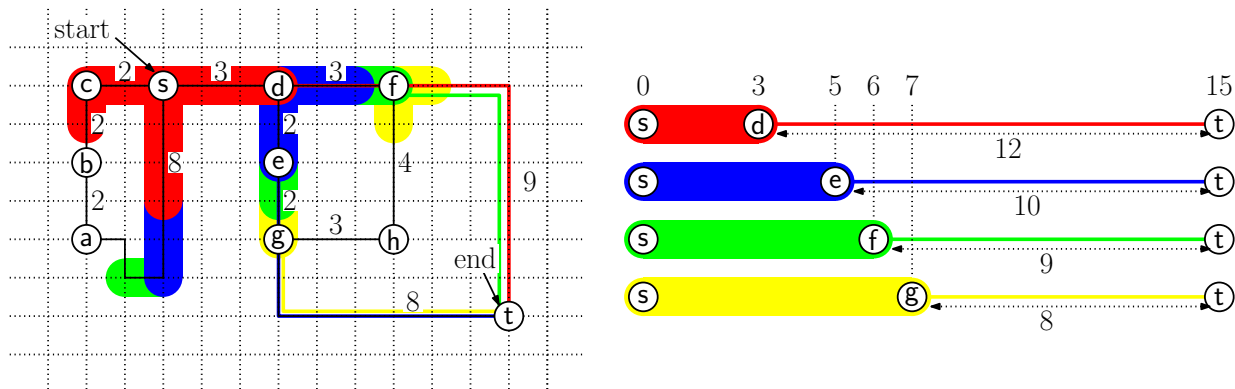 start
c 2 s 3 d 3 f
2 2
b 8 e 4
2 2 9
a g 3 h
end
8
t
0 3 5 6 7 15
s d t
12
s e t
10
s f t
9
s g t
8